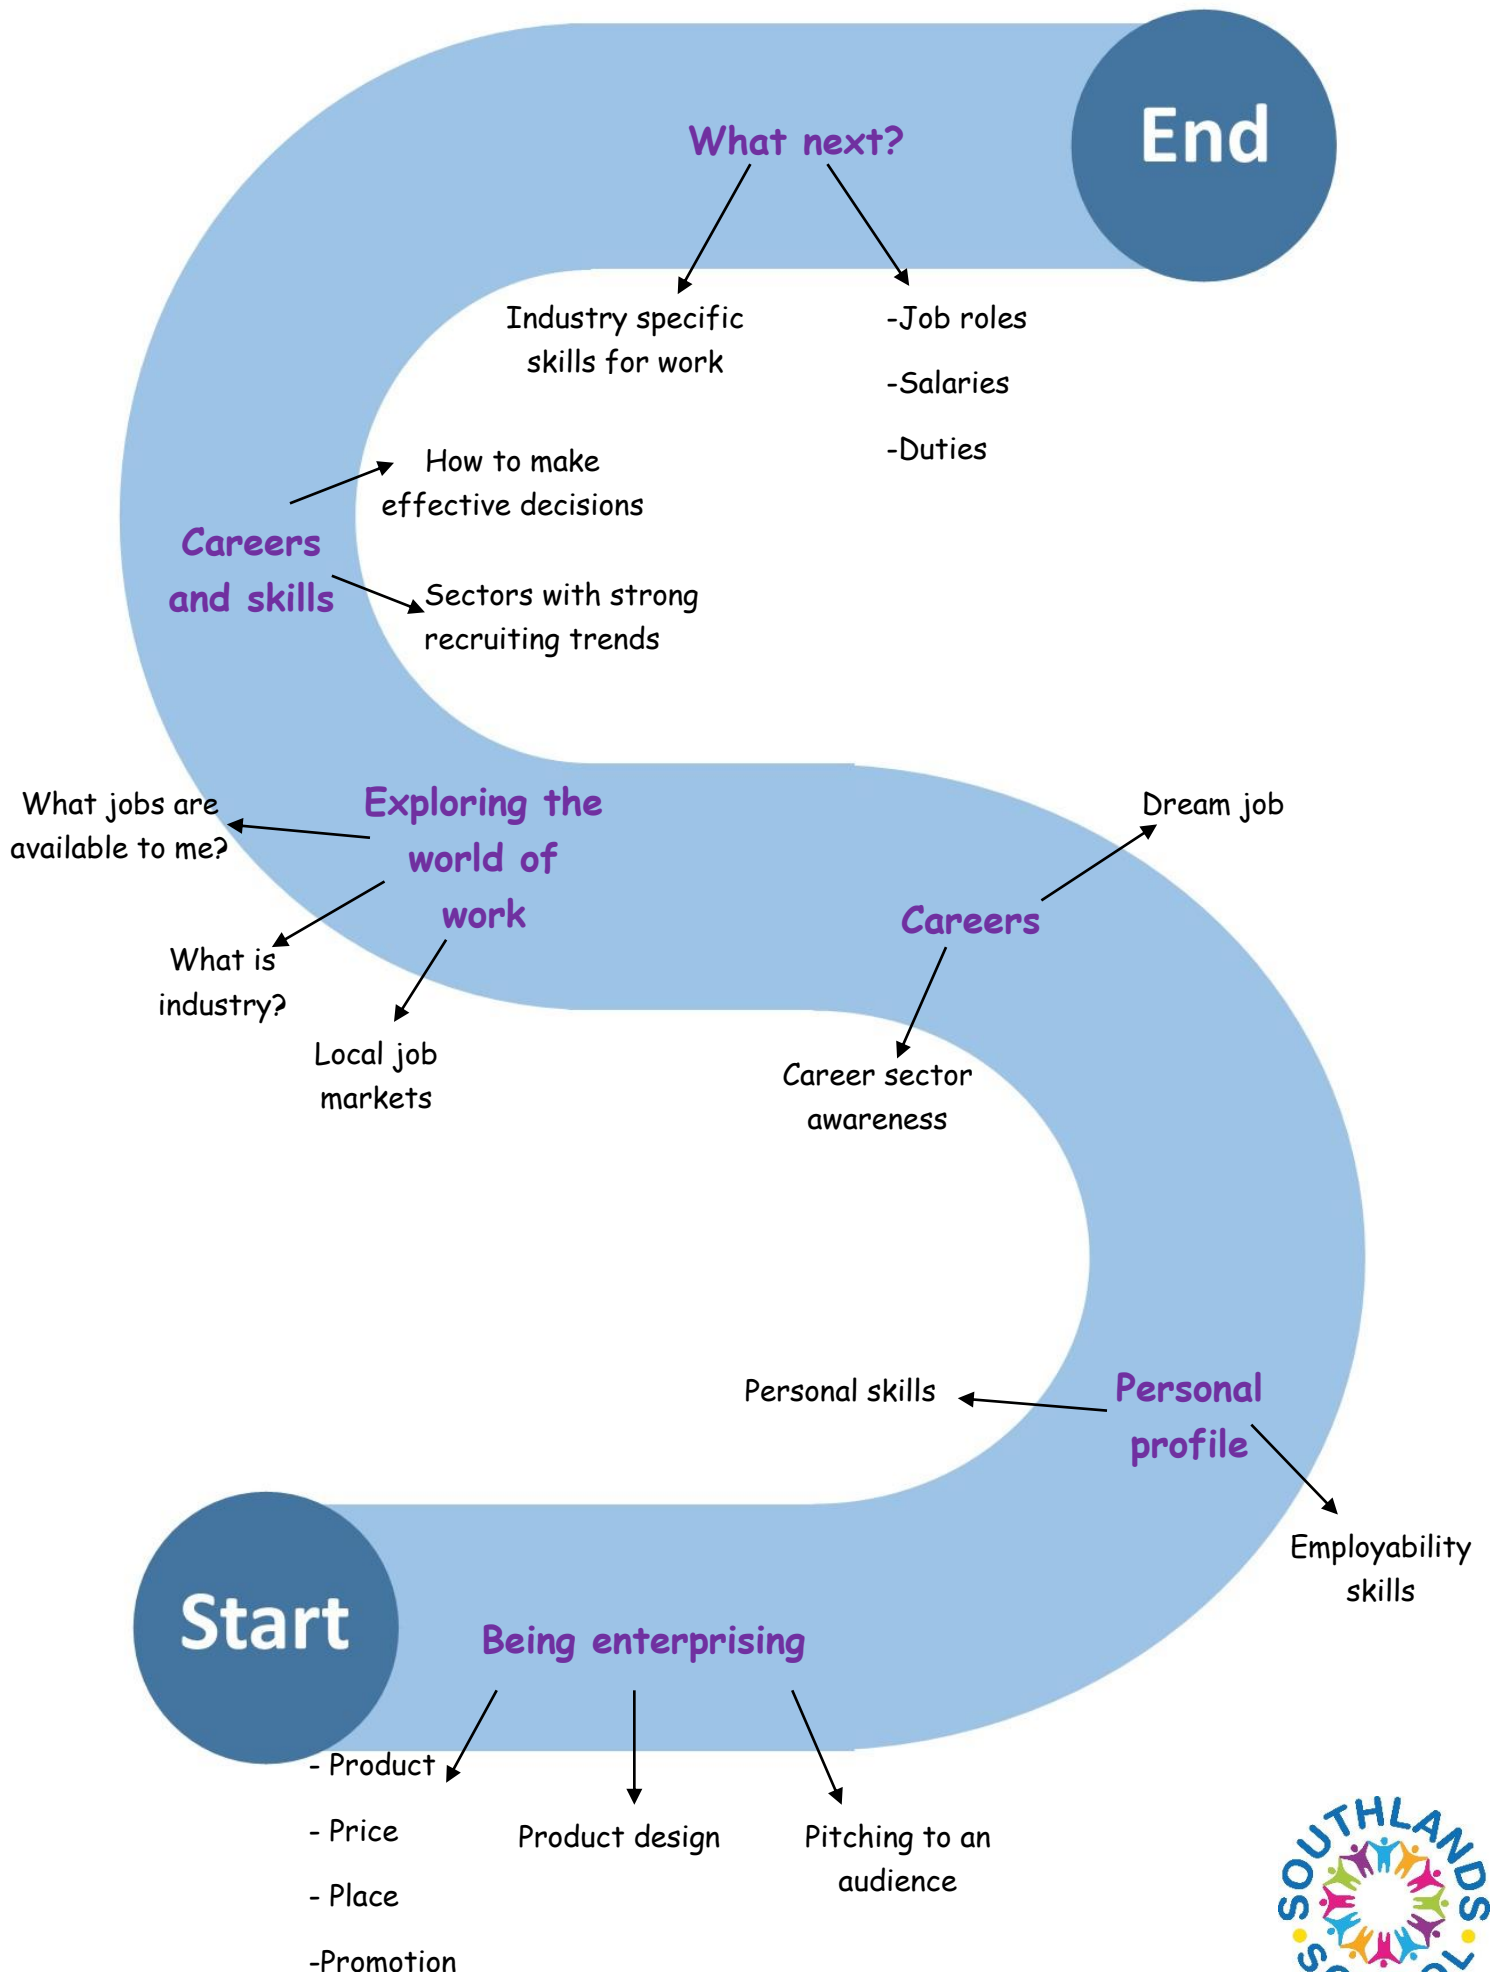 End
What next?
Industry specific
skills for work
-Job roles
-Salaries
-Duties
How to make
effective decisions
Careers
and skills
Sectors with strong
recruiting trends
What jobs are
available to me?
Exploring the
world of
work
What is
industry?
Local job
markets
Dream job
Careers
Career sector
awareness
Personal skills
Personal
profile
Employability
skills
Start
Being enterprising
- Product
- Price
- Place
-Promotion
Product design
Pitching to an
audience
SOUTHLANDS